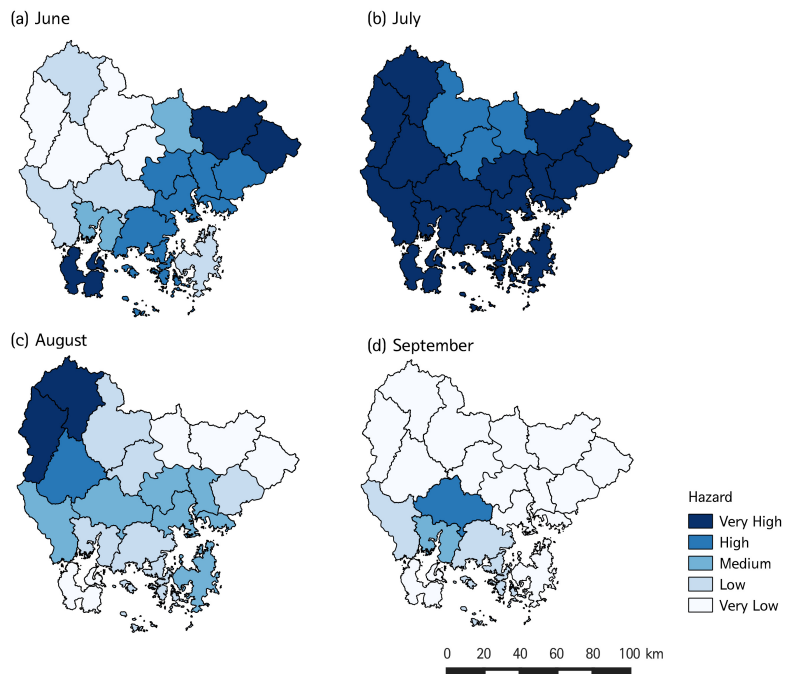 (a) June
(b) July
(c) August
(d) September
Hazard
Very High
High
Medium
Low
Very Low
0 20 40 60 80 100 km